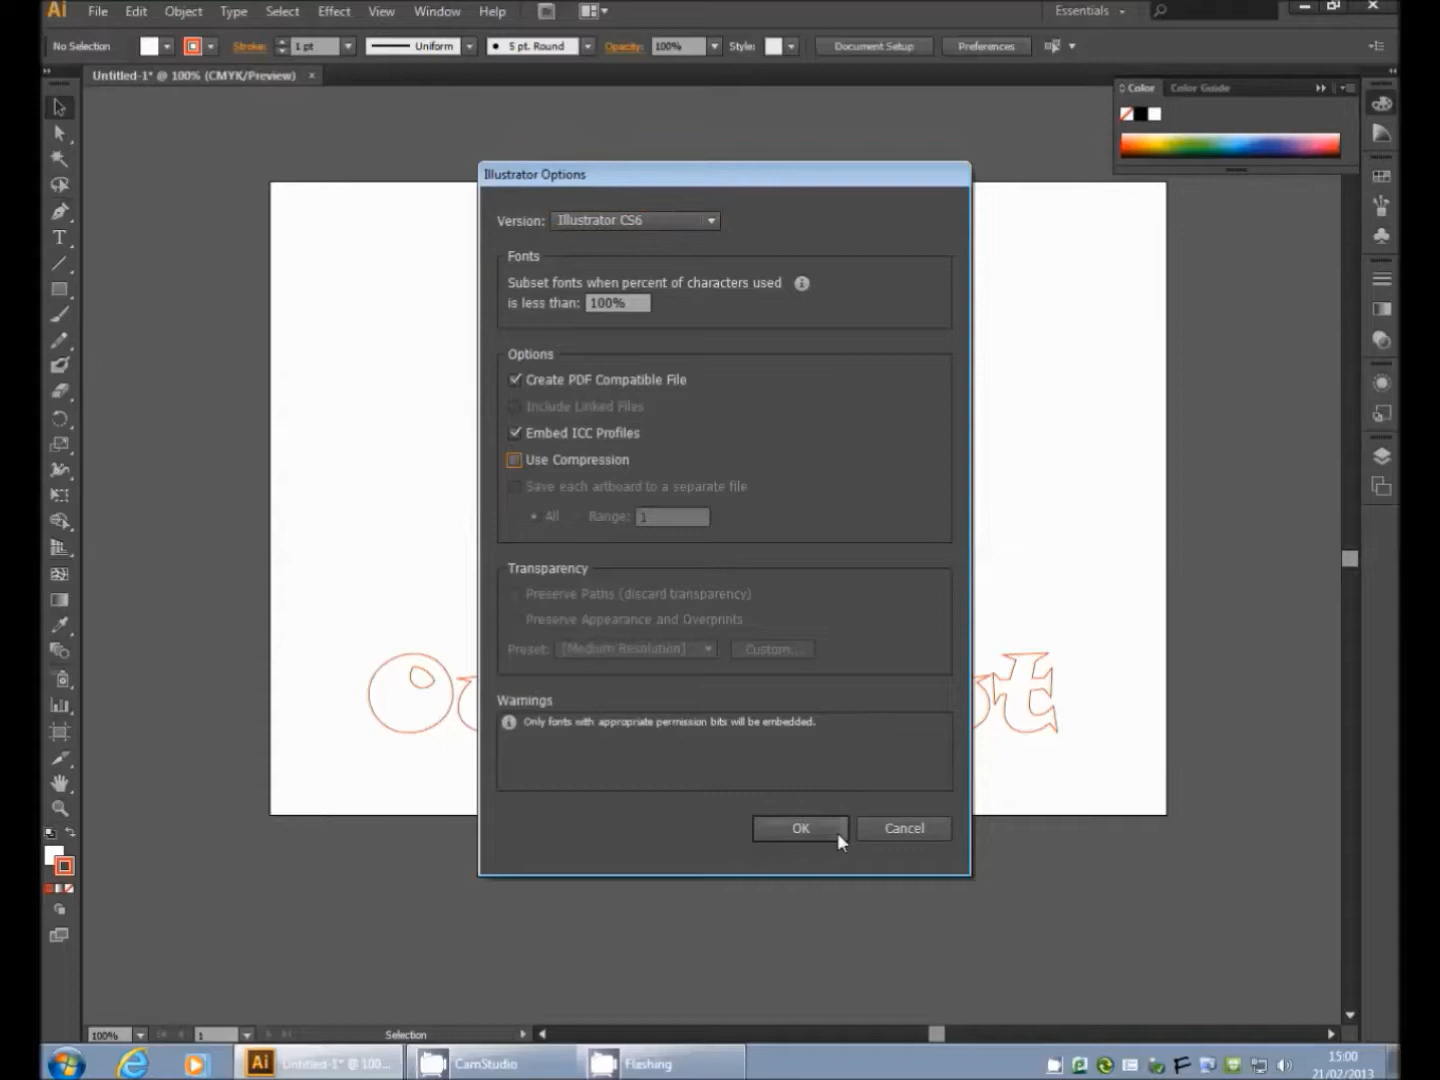 Ai File Edit Object Type Select Effect View Window Help Essentials
No Selection Stroke: 1 pt Uniform 5 pt. Round Opacity: 100% Style: Document Setup Preferences
Untitled-1* @ 100% (CMYK/Preview)
Color Color Guide
Illustrator Options
Version: Illustrator CS6
Fonts
Subset fonts when percent of characters used
is less than: 100%
Options
Create PDF Compatible File
Include Linked Files
Embed ICC Profiles
Use Compression
Save each artboard to a separate file
All Range: 1
Transparency
Preserve Paths (discard transparency)
Preserve Appearance and Overprints
Preset: [Medium Resolution] Custom...
Warnings
Only fonts with appropriate permission bits will be embedded.
OK Cancel
100% 1 Selection
Ai Untitled-1* @ 100... CamStudio Flashing
15:00
21/02/2013